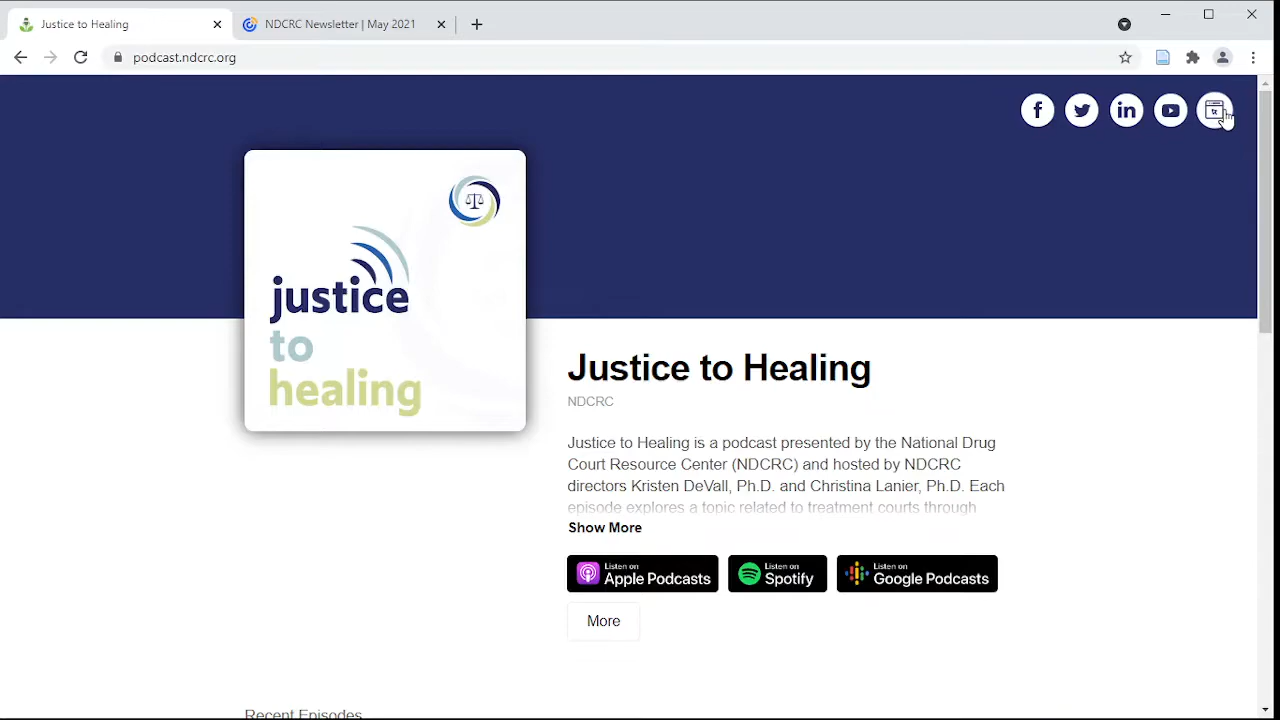 Justice to Healing
NDCRC Newsletter | May 2021
podcast.ndcrc.org
justice
to
healing
Justice to Healing
NDCRC
Justice to Healing is a podcast presented by the National Drug
Court Resource Center (NDCRC) and hosted by NDCRC
directors Kristen DeVall, Ph.D. and Christina Lanier, Ph.D. Each
episode explores a topic related to treatment courts through
Show More
Listen on
Apple Podcasts
Listen on
Spotify
Listen on
Google Podcasts
More
Recent Episodes